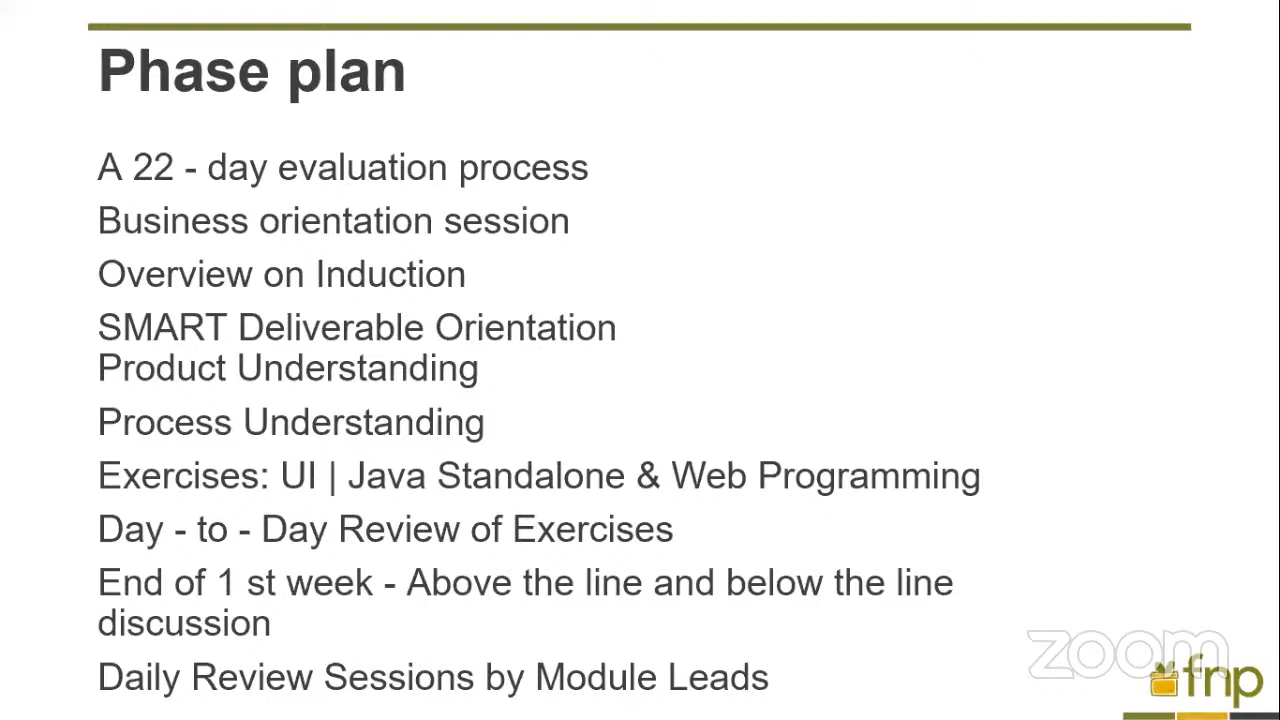 Phase plan
A 22 - day evaluation process
Business orientation session
Overview on Induction
SMART Deliverable Orientation
Product Understanding
Process Understanding
Exercises: UI | Java Standalone & Web Programming
Day - to - Day Review of Exercises
End of 1 st week - Above the line and below the line
discussion
Daily Review Sessions by Module Leads
zoom
fnp